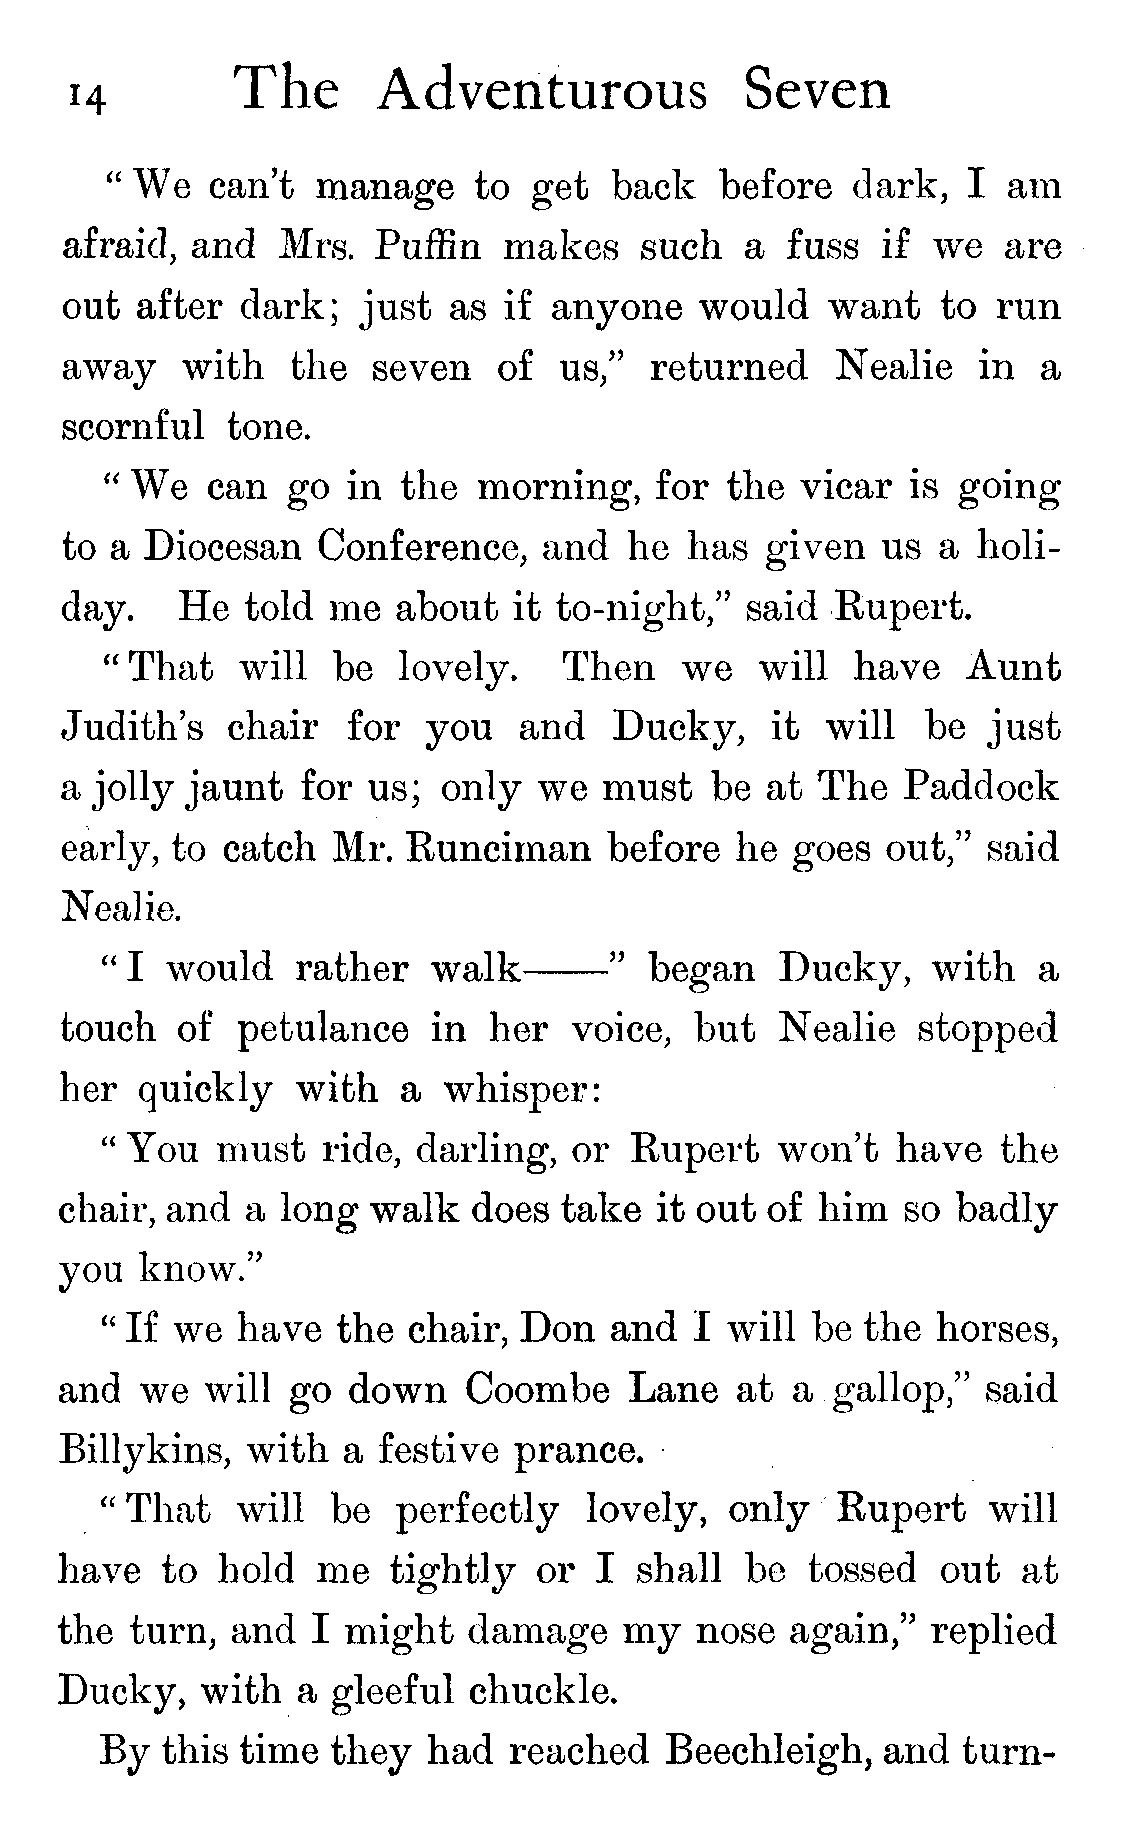 14 The Adventurous Seven
“We can’t manage to get back before dark, I am
afraid, and Mrs. Puffin makes such a fuss if we are
out after dark; just as if anyone would want to run
away with the seven of us,” returned Nealie in a
scornful tone.
“We can go in the morning, for the vicar is going
to a Diocesan Conference, and he has given us a holi-
day. He told me about it to-night,” said Rupert.
“That will be lovely. Then we will have Aunt
Judith’s chair for you and Ducky, it will be just
a jolly jaunt for us; only we must be at The Paddock
early, to catch Mr. Runciman before he goes out,” said
Nealie.
“I would rather walk——” began Ducky, with a
touch of petulance in her voice, but Nealie stopped
her quickly with a whisper:
“You must ride, darling, or Rupert won’t have the
chair, and a long walk does take it out of him so badly
you know.”
“If we have the chair, Don and I will be the horses,
and we will go down Coombe Lane at a gallop,” said
Billykins, with a festive prance.
“That will be perfectly lovely, only Rupert will
have to hold me tightly or I shall be tossed out at
the turn, and I might damage my nose again,” replied
Ducky, with a gleeful chuckle.
By this time they had reached Beechleigh, and turn-